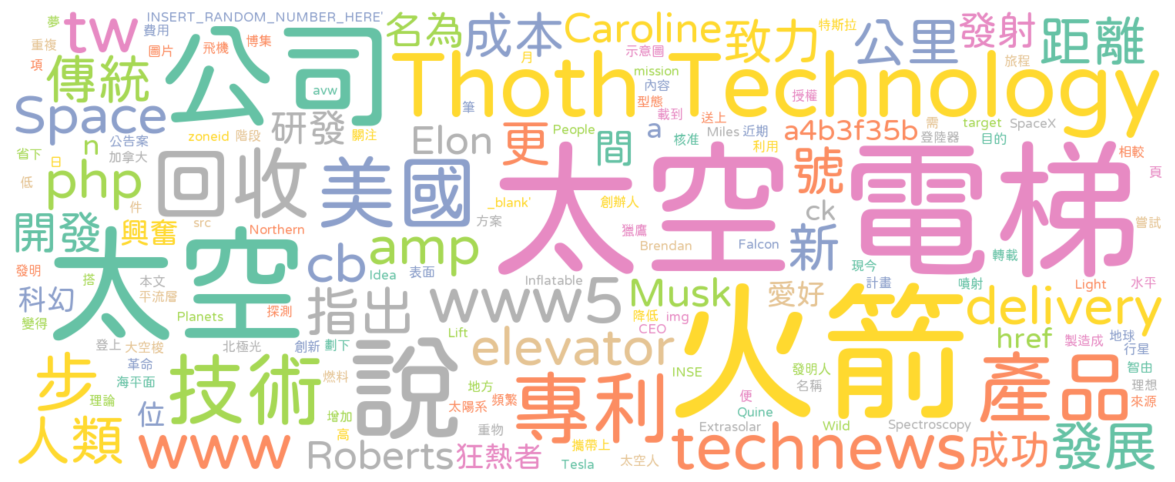 夢 tw INSERT_RANDOM_NUMBER_HERE' 費用 名為 成本 Caroline 致力 特斯拉 公里 發射 距離
重複 圖片 飛機 博集 公司 月 示意圖
項 傳統 avw Thoth Technology mission 內容 旅程
Space 研發 Elon 更 筆 型態 載到 授權
n 公告案 zoneid 階段 關注 People 間 a 送上 Miles 近期 a4b3f35b 需 target SpaceX
省下 加拿大 核准 利用 登陸器 目的
日 php 回收 美國 太空電梯 號 相較
低 件 src _blank' 創辦人 ck 頁
開發 興奮 Northern 方案 獵鷹 嘗試
太空 cb amp Brendan Falcon 新 轉載
發明 搭 本文 Idea 表面 Inflatable 現今 計畫 噴射 Light 水平
科幻 平流層 探測 指出 www5 Musk 愛好 delivery
變得 Planets Lift 降低 img 火箭 href 地球
登上 太空梭 北極光 創新 劃下 elevator CEO 製造成 行星
步 革命 技術 說 INSE 發明人 產品 智由
理論 海平面 燃料 地方 專利 名稱 理想
位 增加 太陽系 頻繁 便 Quine 來源
人類 www 高 重物 Extrasolar Wild Spectroscopy
Roberts 狂熱者 攜帶上 technews 成功 發展
Tesla 太空人